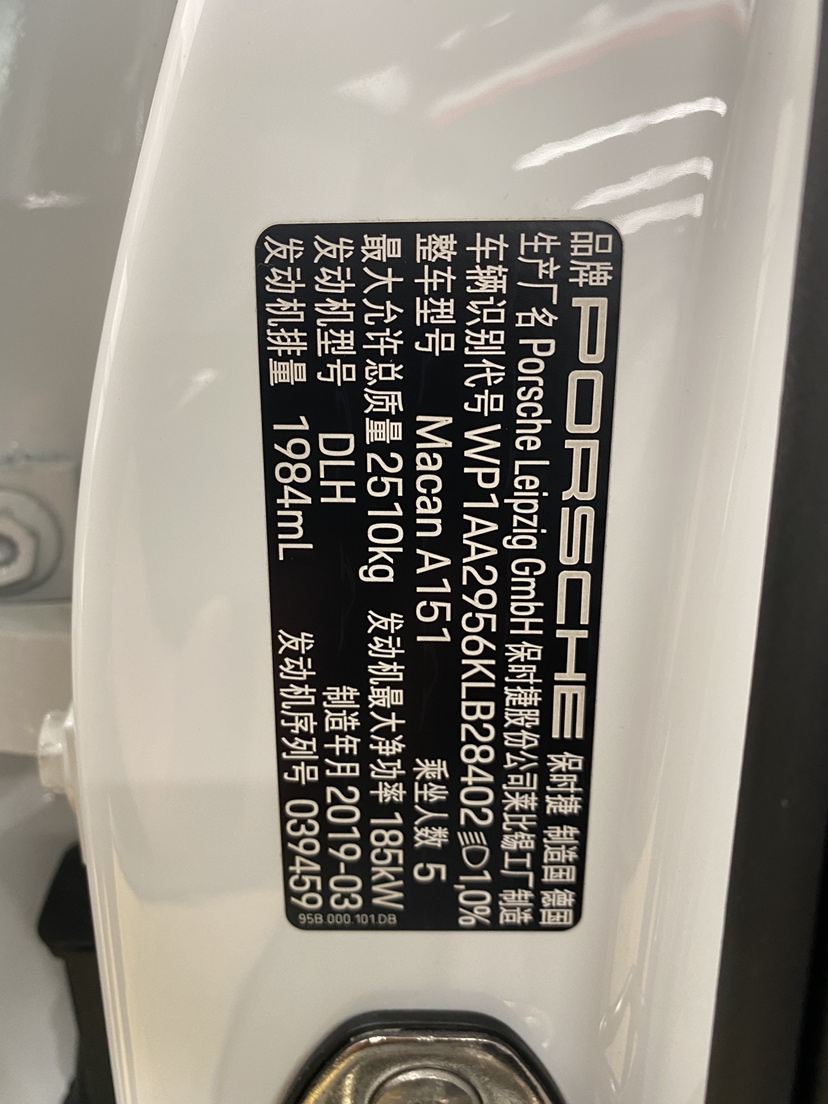 品牌 PORSCHE 保时捷 制造国 德国
生产厂名 Porsche Leipzig GmbH 保时捷股份公司莱比锡工厂制造
车辆识别代号 WP1AA2956KLB28402 1,0%
整车型号 Macan A151 乘坐人数 5
最大允许总质量 2510kg 发动机最大净功率 185kW
发动机型号 DLH 制造年月 2019-03
发动机排量 1984mL 发动机序列号 039459
95B.000.101.DB